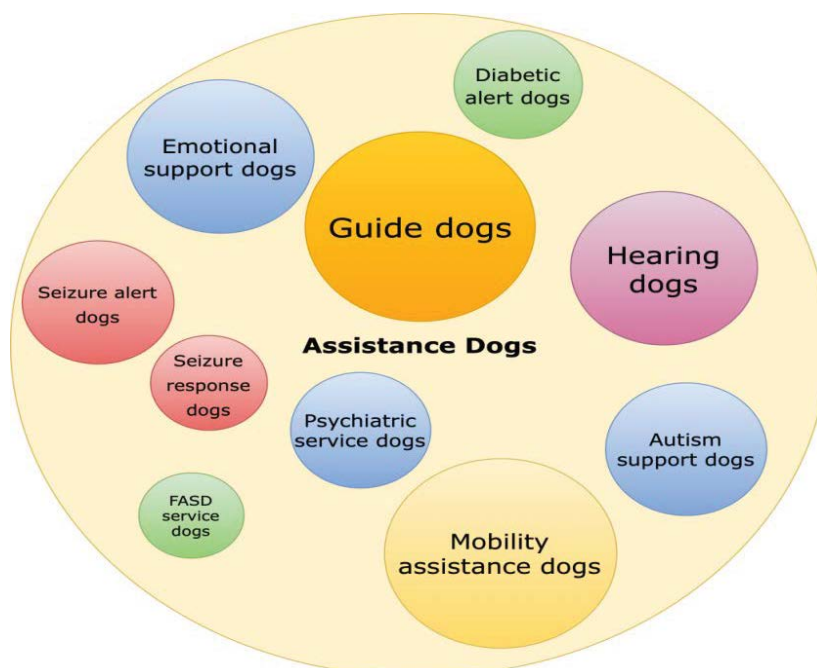 Diabetic
alert dogs
Emotional
support dogs
Guide dogs
Hearing
dogs
Seizure alert
dogs
Assistance Dogs
Seizure
response
dogs
Psychiatric
service dogs
Autism
support dogs
FASD
service
dogs
Mobility
assistance dogs